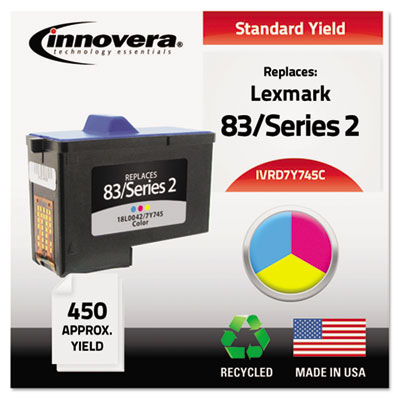 innovera
technology essentials
Standard Yield
Replaces:
Lexmark
83/Series 2
IVRD7Y745C
REPLACES
83/Series 2
18L0042/7Y745
Color
450
APPROX.
YIELD
RECYCLED
MADE IN USA